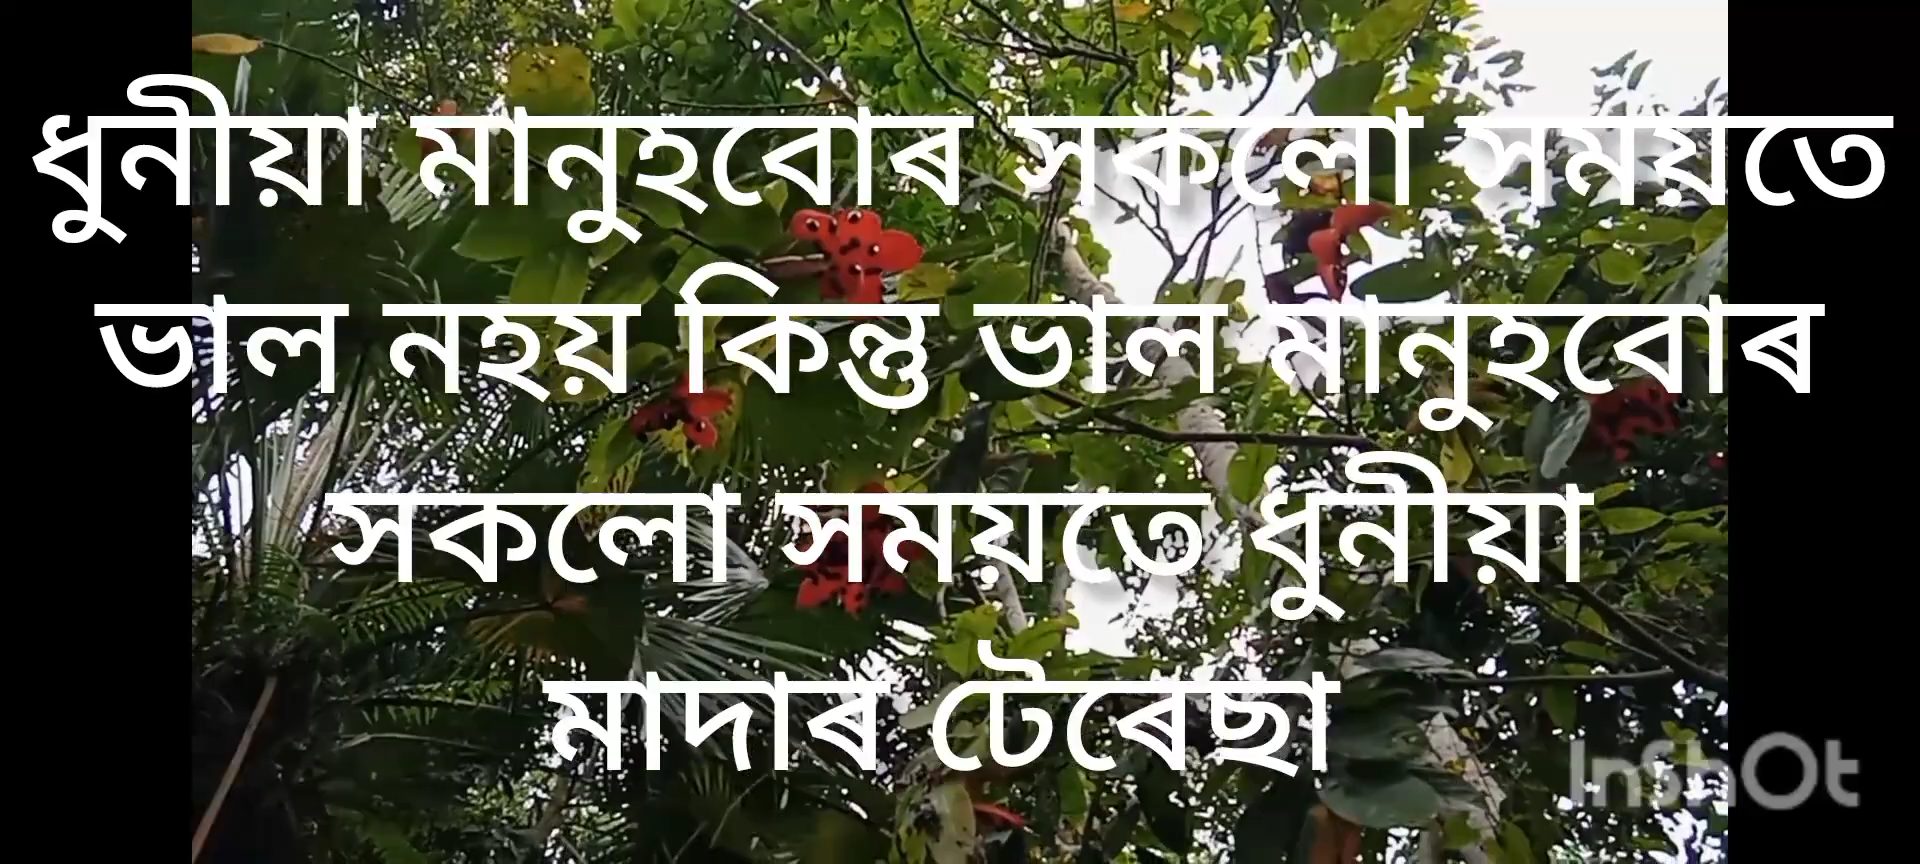 ধুনীয়া মানুহবোৰ সকলো সময়তে
ভাল নহয় কিন্তু ভাল মানুহবোৰ
সকলো সময়তে ধুনীয়া
মাদাৰ টেৰেছা
InShOt